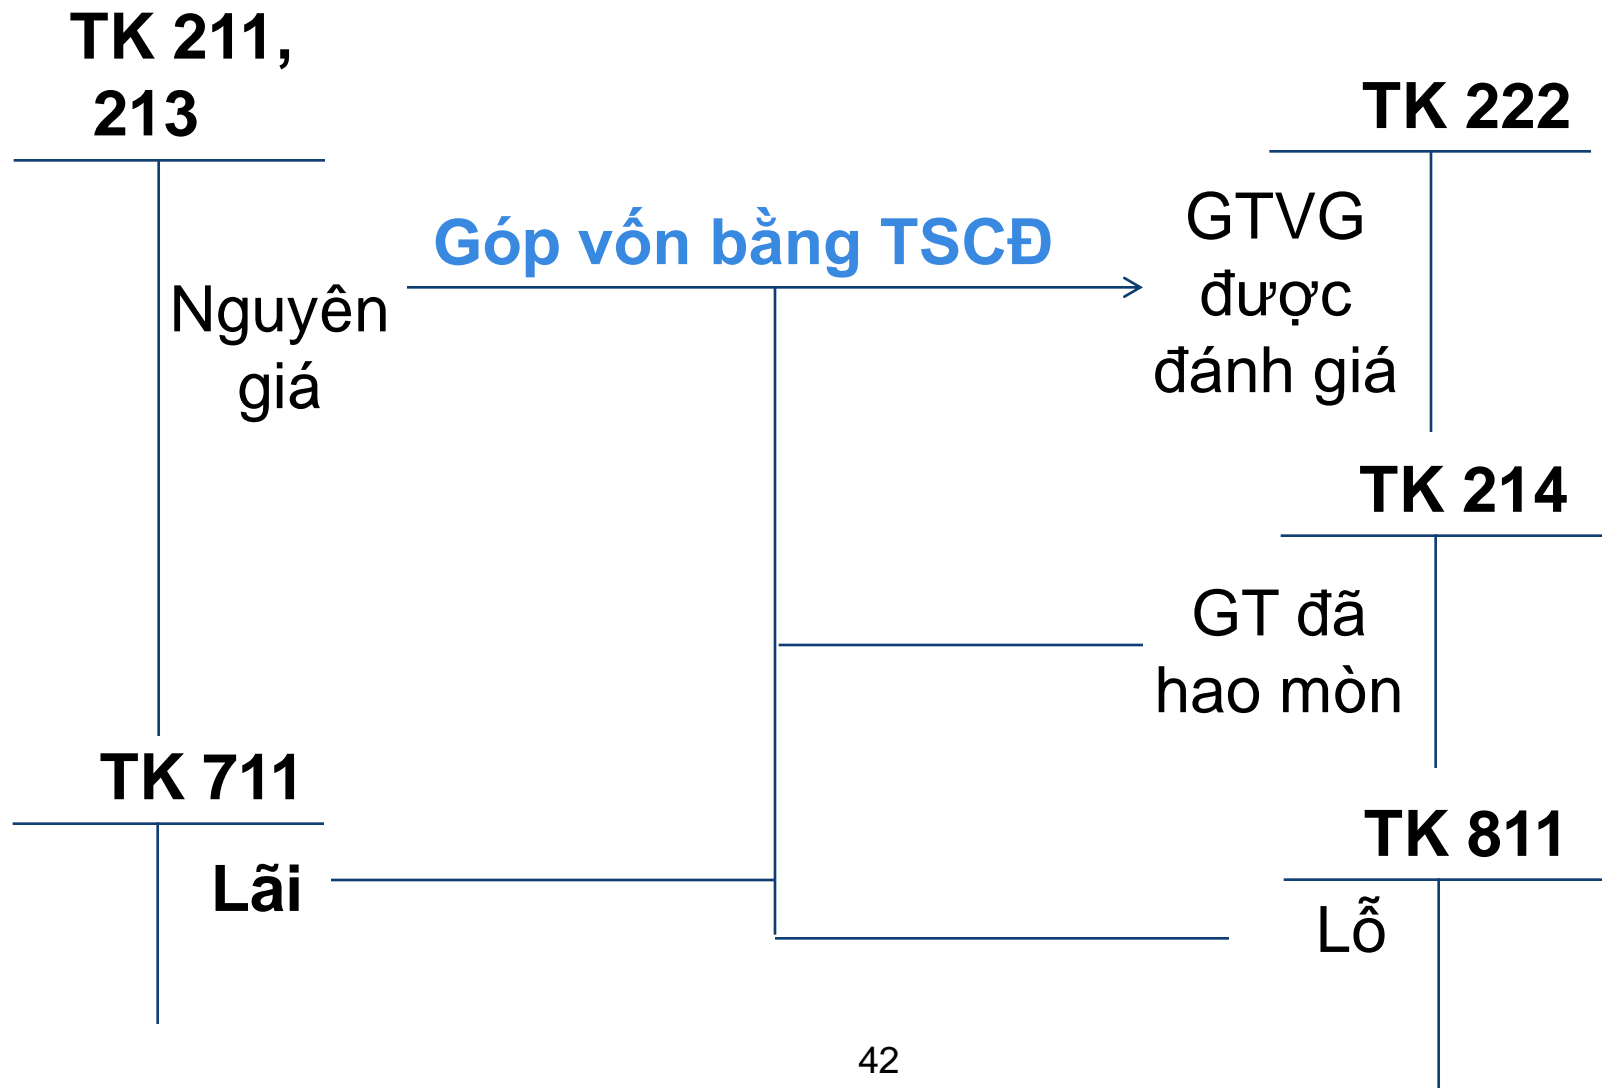 TK 211,
213
TK 222
Góp vốn bằng TSCĐ
GTVG
được
đánh giá
Nguyên
giá
TK 214
GT đã
hao mòn
TK 711
Lãi
TK 811
Lỗ
42